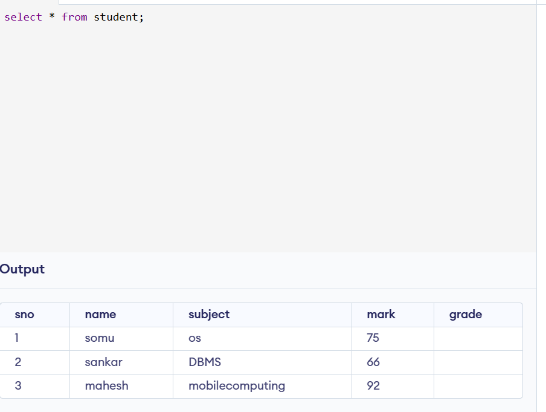 select * from student;
Output
sno name subject mark grade
1 somu os 75
2 sankar DBMS 66
3 mahesh mobilecomputing 92